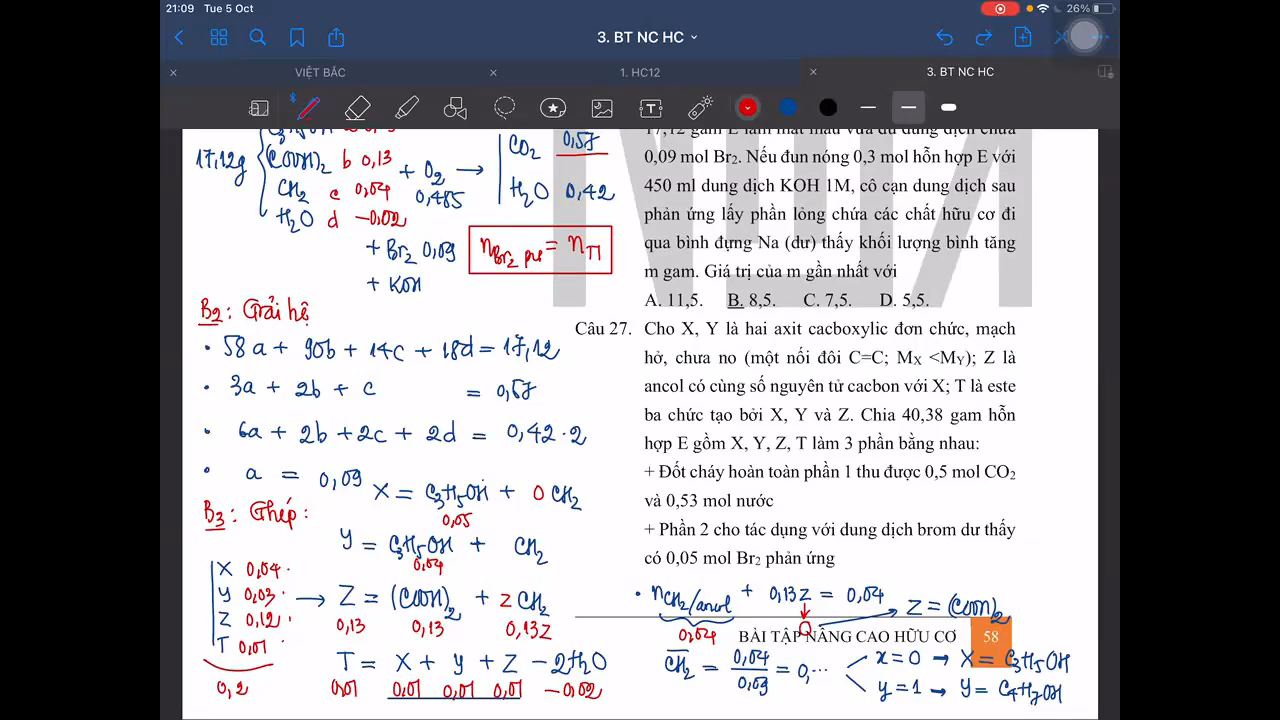 21:09 Tue 5 Oct
26%
3. BT NC HC
VIỆT BẮC
1. HC12
3. BT NC HC
17,12g
(COOH)₂ b 0,13
CH₂ c 0,04
H₂O d -0,02
+ O₂
0,485
CO₂ 0,57
H₂O 0,42
+ Br₂ 0,09
+ KOH
nBr₂ pư = nπ
B2: Giải hệ
• 58a + 90b + 14c + 18d = 17,12
• 3a + 2b + c = 0,57
• 6a + 2b + 2c + 2d = 0,42.2
• a = 0,09
B3: Ghép:
X = C₃H₅OH + 0 CH₂
0,05
Y = C₃H₅OH + CH₂
0,04
X 0,04
Y 0,03
Z 0,12
T 0,01
0,2
Z = (COOH)₂ + z CH₂
0,13 0,13 0,13z
T = X + Y + Z - 2H₂O
0,01 0,01 0,01 0,01 -0,02
17,12 gam E làm mất màu vừa đủ dung dịch chứa
0,09 mol Br₂. Nếu đun nóng 0,3 mol hỗn hợp E với
450 ml dung dịch KOH 1M, cô cạn dung dịch sau
phản ứng lấy phần lỏng chứa các chất hữu cơ đi
qua bình đựng Na (dư) thấy khối lượng bình tăng
m gam. Giá trị của m gần nhất với
A. 11,5. B. 8,5. C. 7,5. D. 5,5.
Câu 27. Cho X, Y là hai axit cacboxylic đơn chức, mạch
hở, chưa no (một nối đôi C=C; MX <MY); Z là
ancol có cùng số nguyên tử cacbon với X; T là este
ba chức tạo bởi X, Y và Z. Chia 40,38 gam hỗn
hợp E gồm X, Y, Z, T làm 3 phần bằng nhau:
+ Đốt cháy hoàn toàn phần 1 thu được 0,5 mol CO₂
và 0,53 mol nước
+ Phần 2 cho tác dụng với dung dịch brom dư thấy
có 0,05 mol Br₂ phản ứng
• nCH₂/ancol + 0,13z = 0,04
0,04 0 Z = (COOH)₂
BÀI TẬP NÂNG CAO HỮU CƠ 58
CH₂ = 0,04/0,09 = 0,...
x = 0 → X = C₃H₅OH
y = 1 → Y = C₄H₇OH